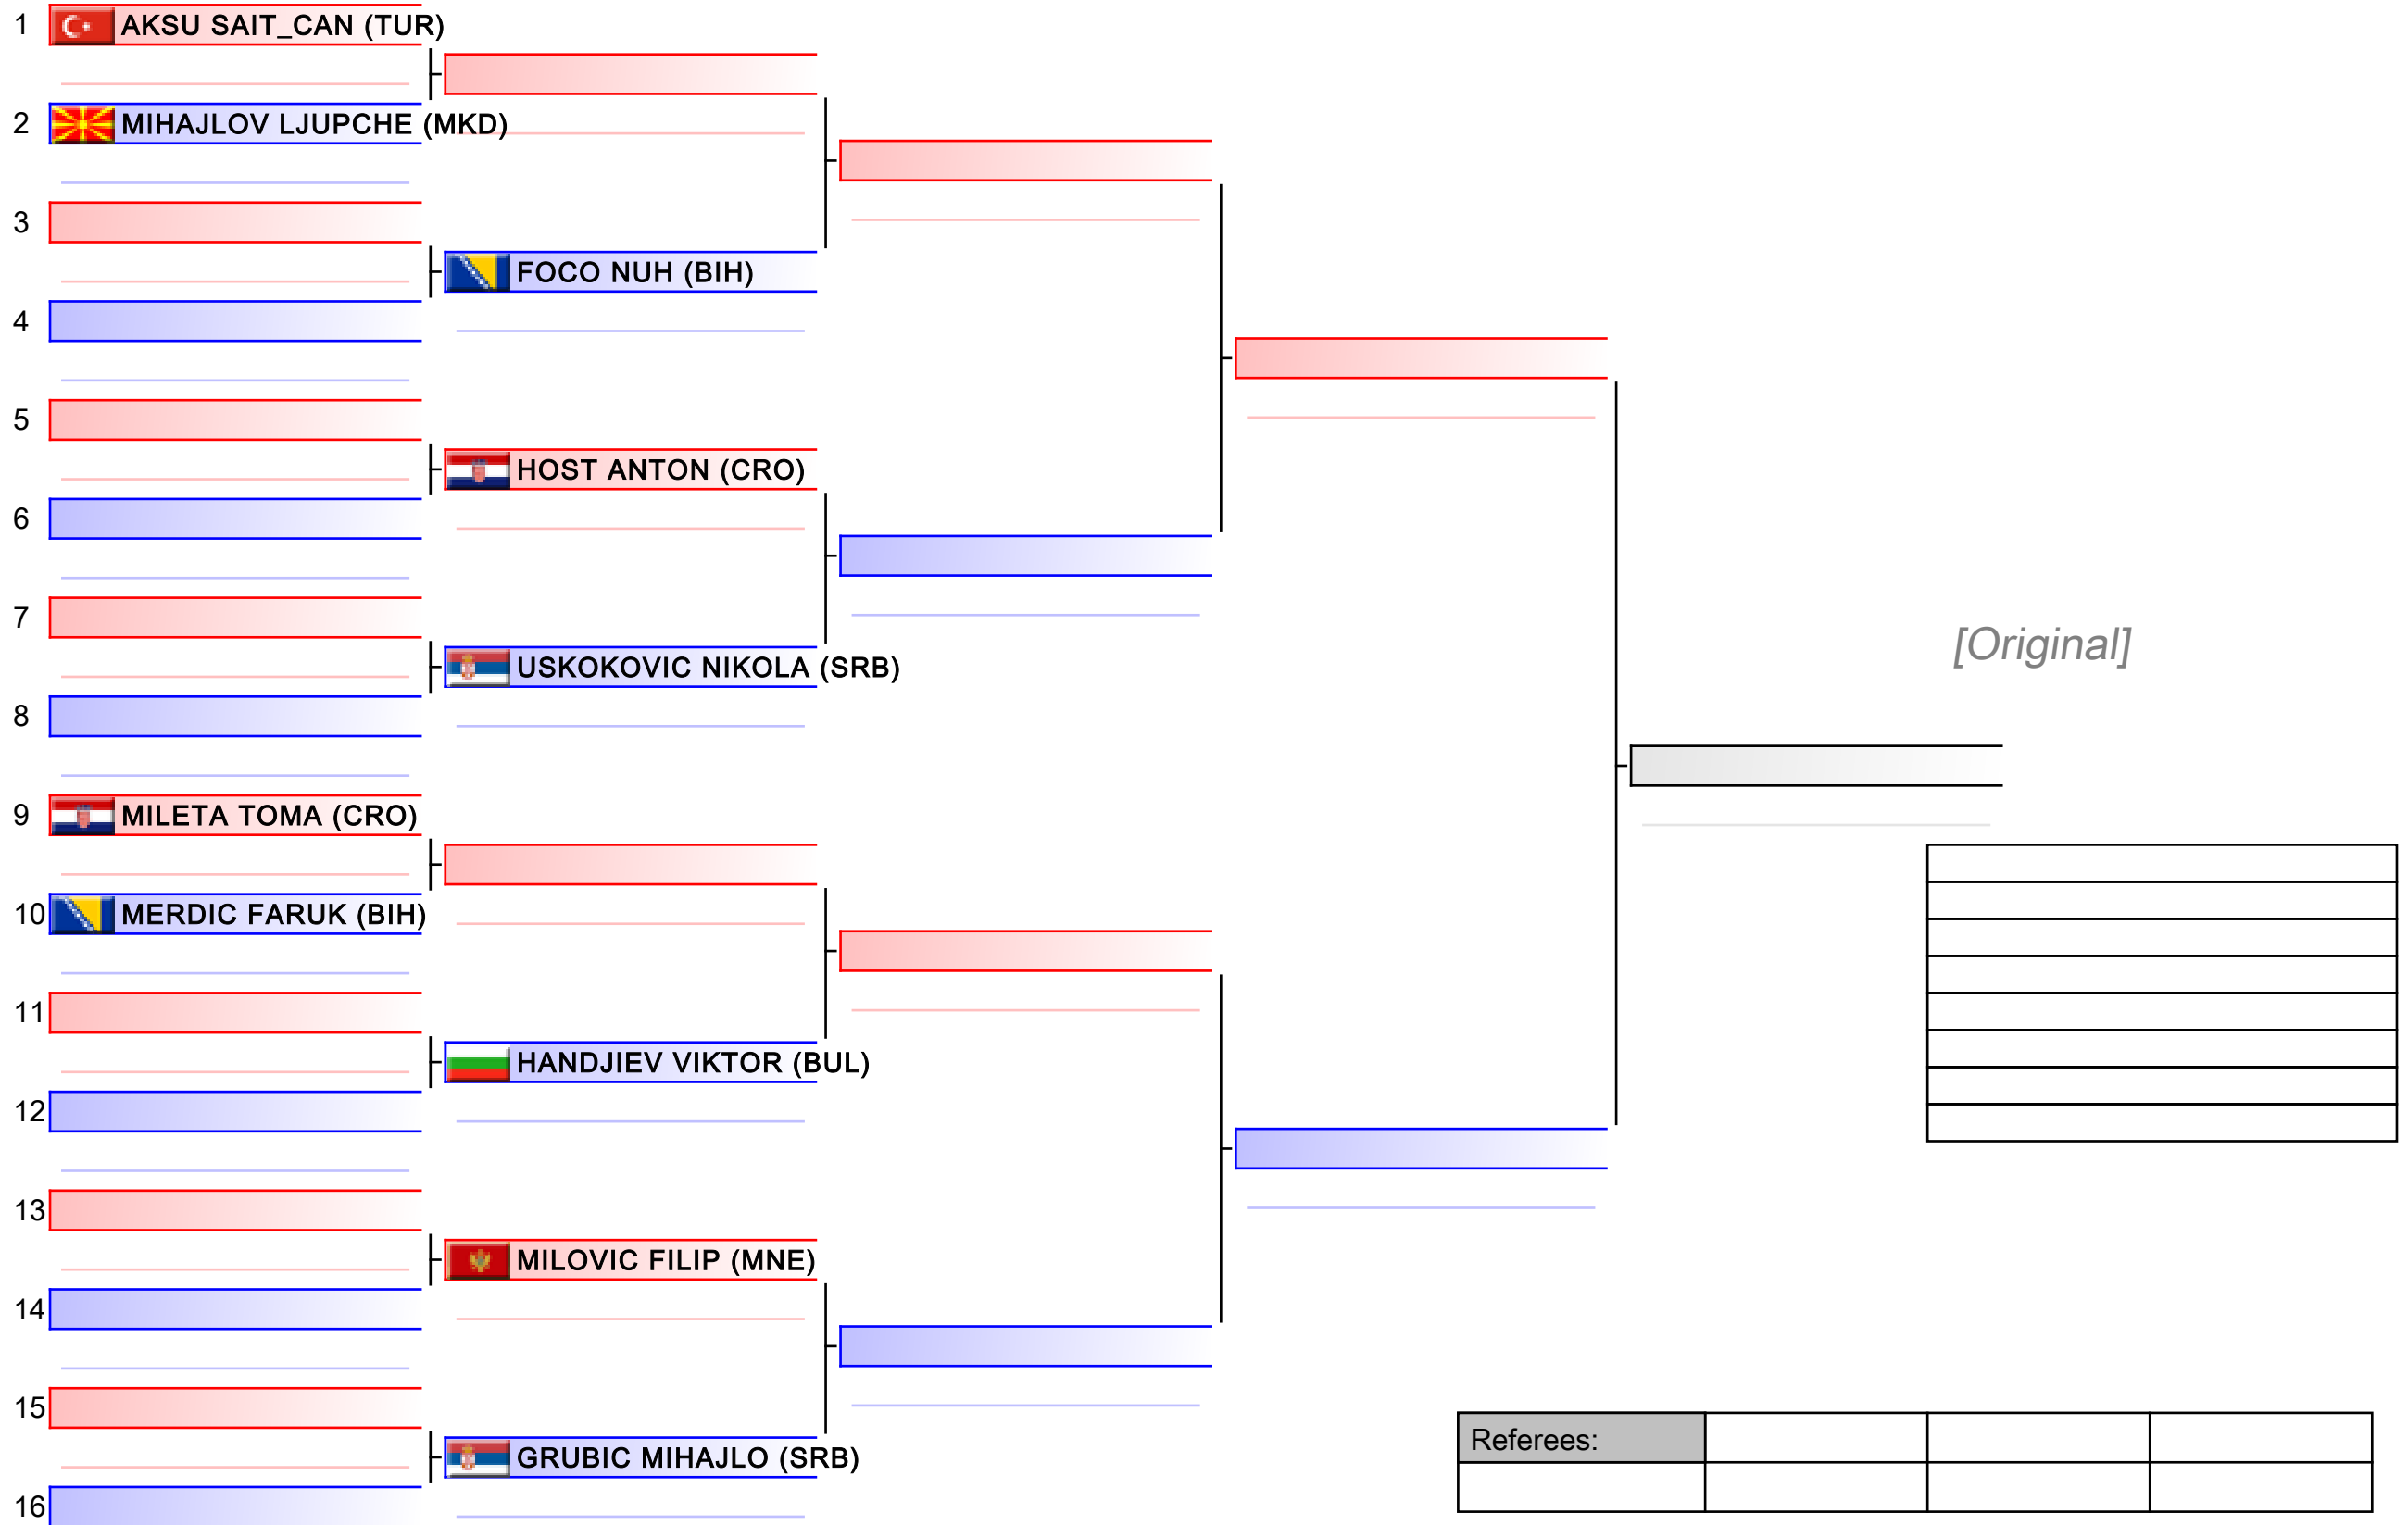 1 AKSU SAIT_CAN (TUR)
2 MIHAJLOV LJUPCHE (MKD)
3
FOCO NUH (BIH)
4
5
HOST ANTON (CRO)
6
[Original]
7
USKOKOVIC NIKOLA (SRB)
8
9 MILETA TOMA (CRO)
10 MERDIC FARUK (BIH)
11
HANDJIEV VIKTOR (BUL)
12
13
MILOVIC FILIP (MNE)
14
15
Referees:
GRUBIC MIHAJLO (SRB)
16